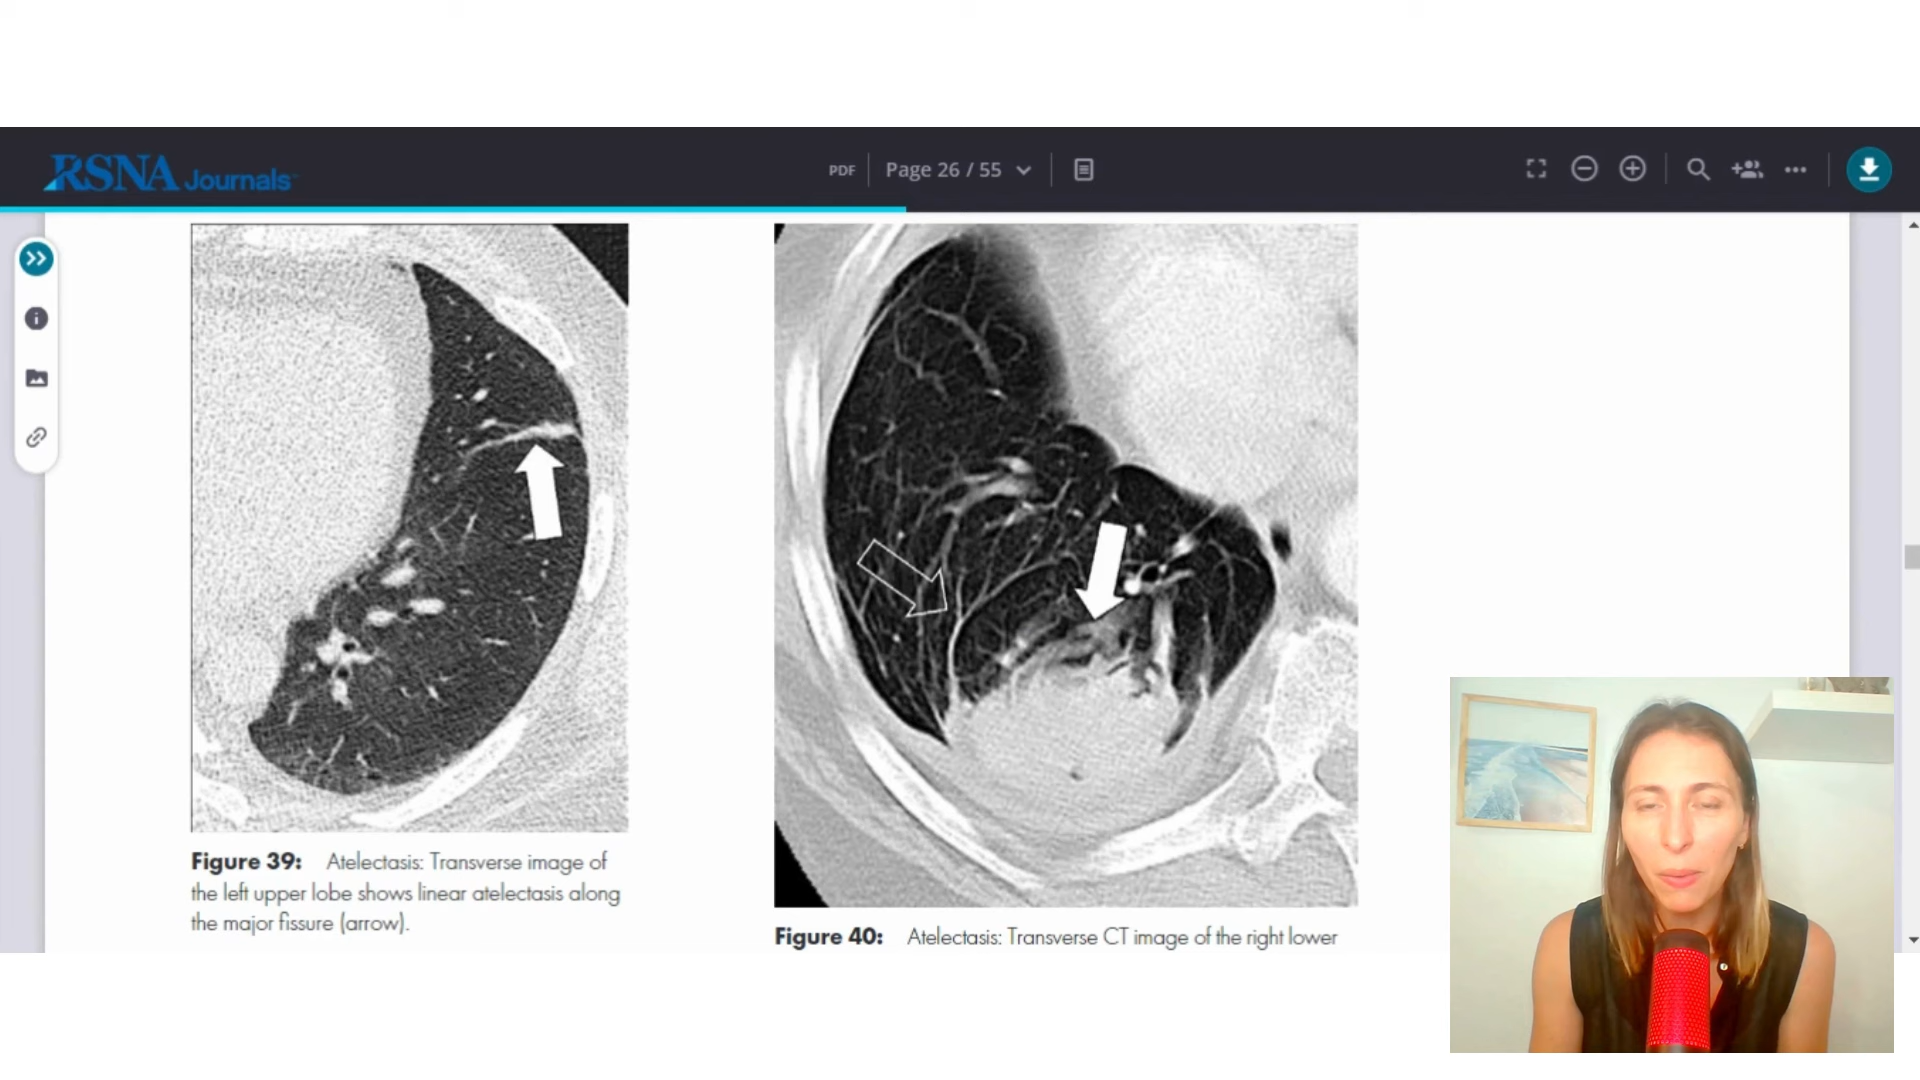 RSNA Journals™
PDF
Page 26 / 55
Figure 39: Atelectasis: Transverse image of
the left upper lobe shows linear atelectasis along
the major fissure (arrow).
Figure 40: Atelectasis: Transverse CT image of the right lower